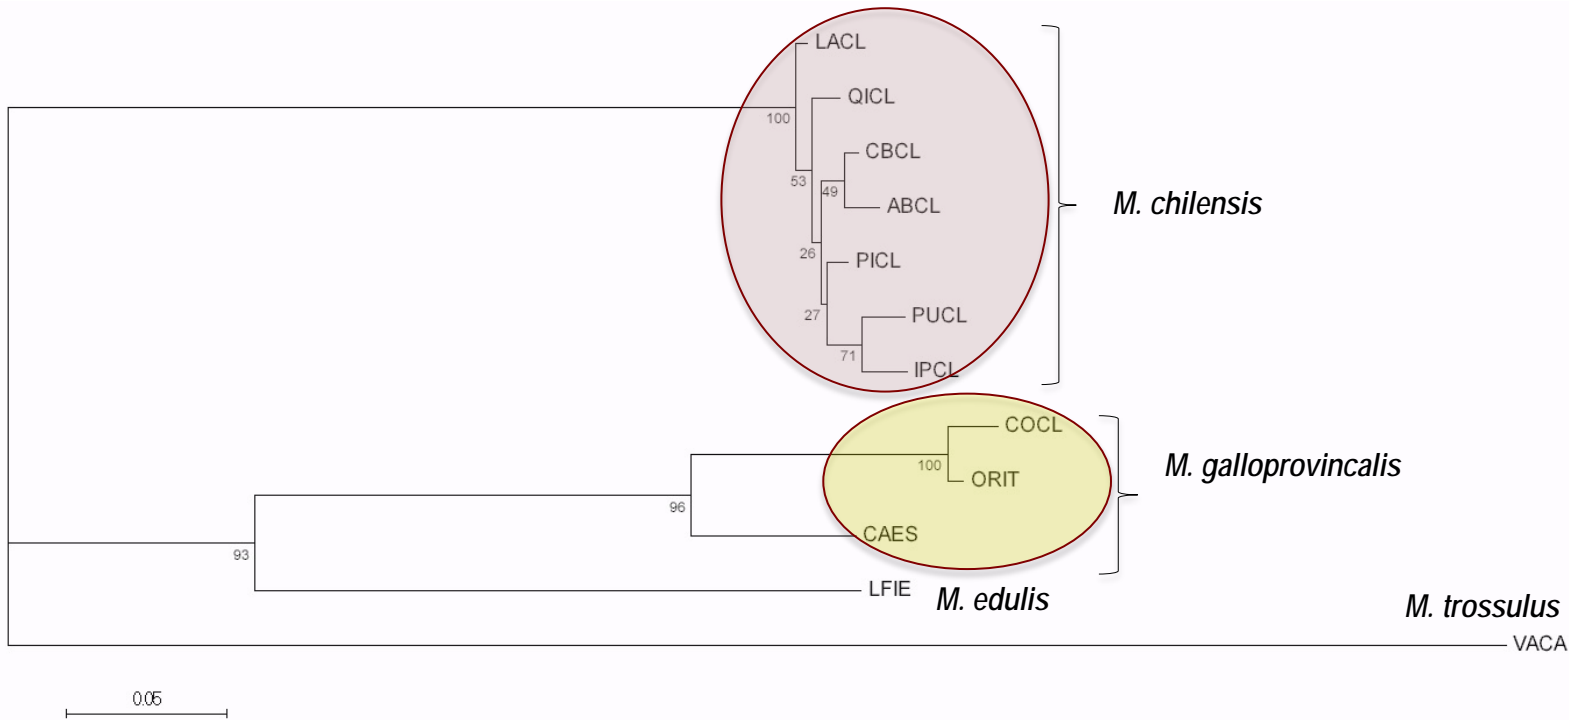 LACL
QICL
100
CBCL
53
49
M. chilensis
ABCL
26
PICL
27
PUCL
71
IPCL
COCL
100
M. galloprovincalis
ORIT
96
CAES
93
LFIE
M. edulis
M. trossulus
VACA
0.05